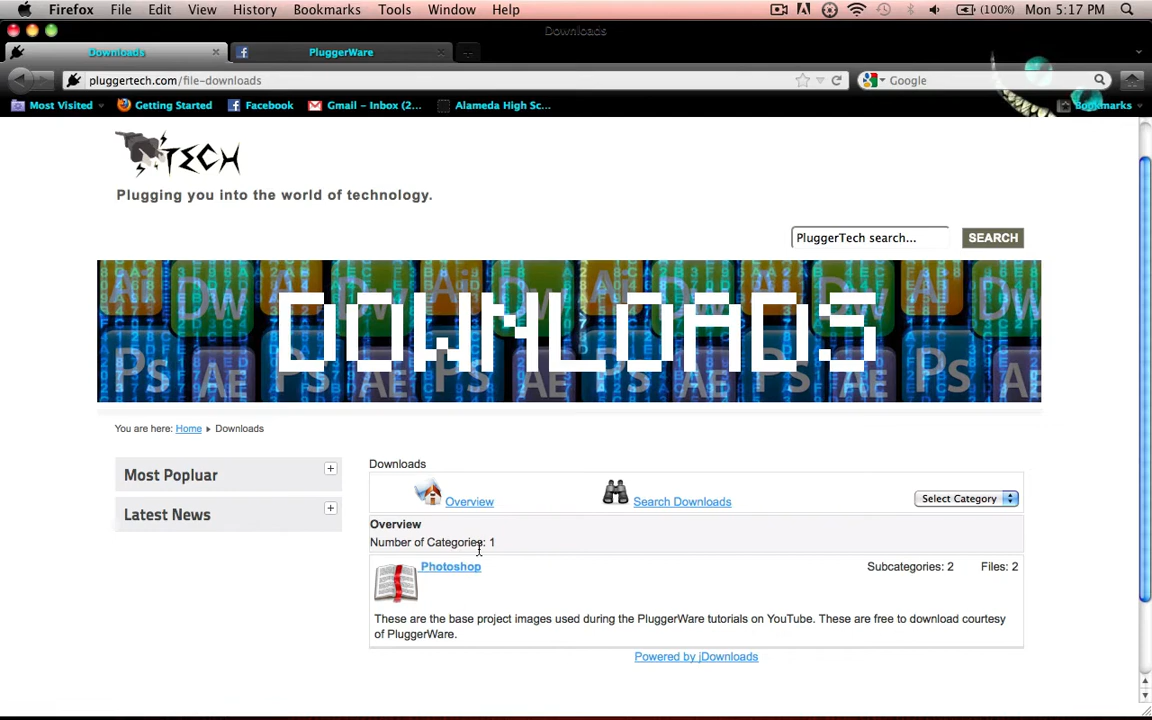 Firefox File Edit View History Bookmarks Tools Window Help (100%) Mon 5:17 PM
Downloads
Downloads PluggerWare
pluggertech.com/file-downloads Google
Most Visited Getting Started Facebook Gmail - Inbox (2... Alameda High Sc... Bookmarks
TECH
Plugging you into the world of technology.
PluggerTech search... SEARCH
Ai Dw Ps AE
DOWNLOADS
You are here: Home Downloads
Most Popluar
Latest News
Downloads
Overview Search Downloads Select Category
Overview
Number of Categories: 1
Photoshop Subcategories: 2 Files: 2
These are the base project images used during the PluggerWare tutorials on YouTube. These are free to download courtesy
of PluggerWare.
Powered by jDownloads